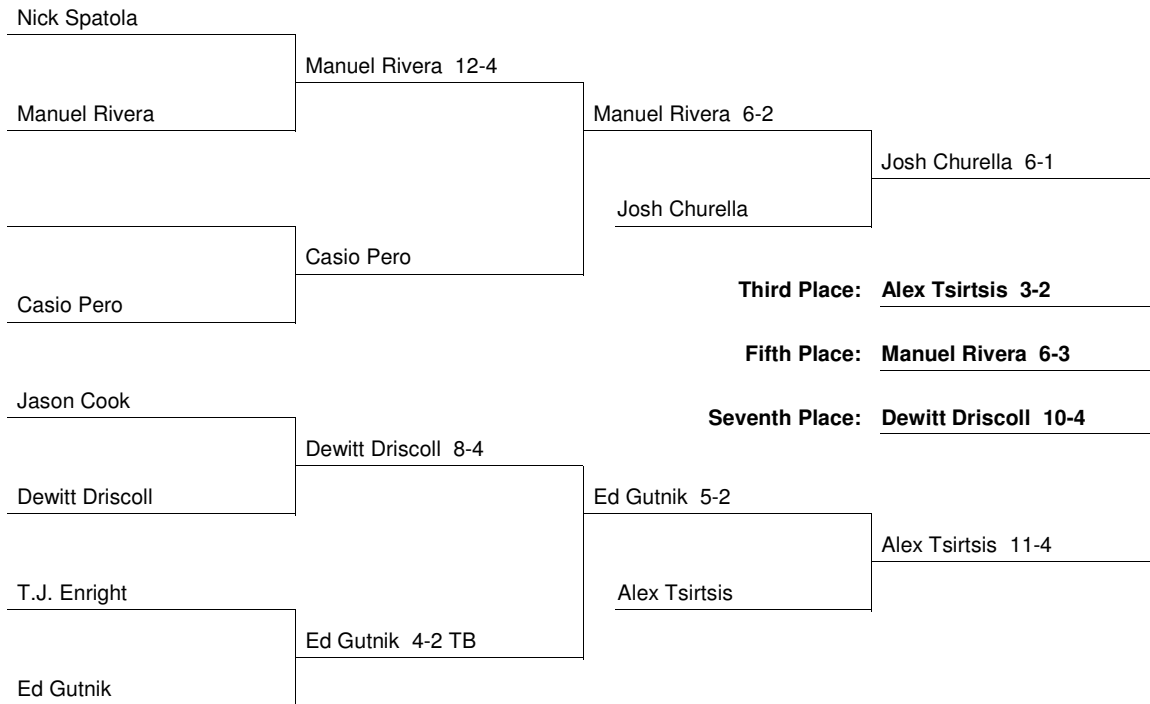 Nick Spatola
Manuel Rivera 12-4
Manuel Rivera
Manuel Rivera 6-2
Josh Churella 6-1
Josh Churella
Casio Pero
Casio Pero
Third Place: Alex Tsirtsis 3-2
Fifth Place: Manuel Rivera 6-3
Jason Cook
Seventh Place: Dewitt Driscoll 10-4
Dewitt Driscoll 8-4
Dewitt Driscoll
Ed Gutnik 5-2
Alex Tsirtsis 11-4
T.J. Enright
Alex Tsirtsis
Ed Gutnik 4-2 TB
Ed Gutnik